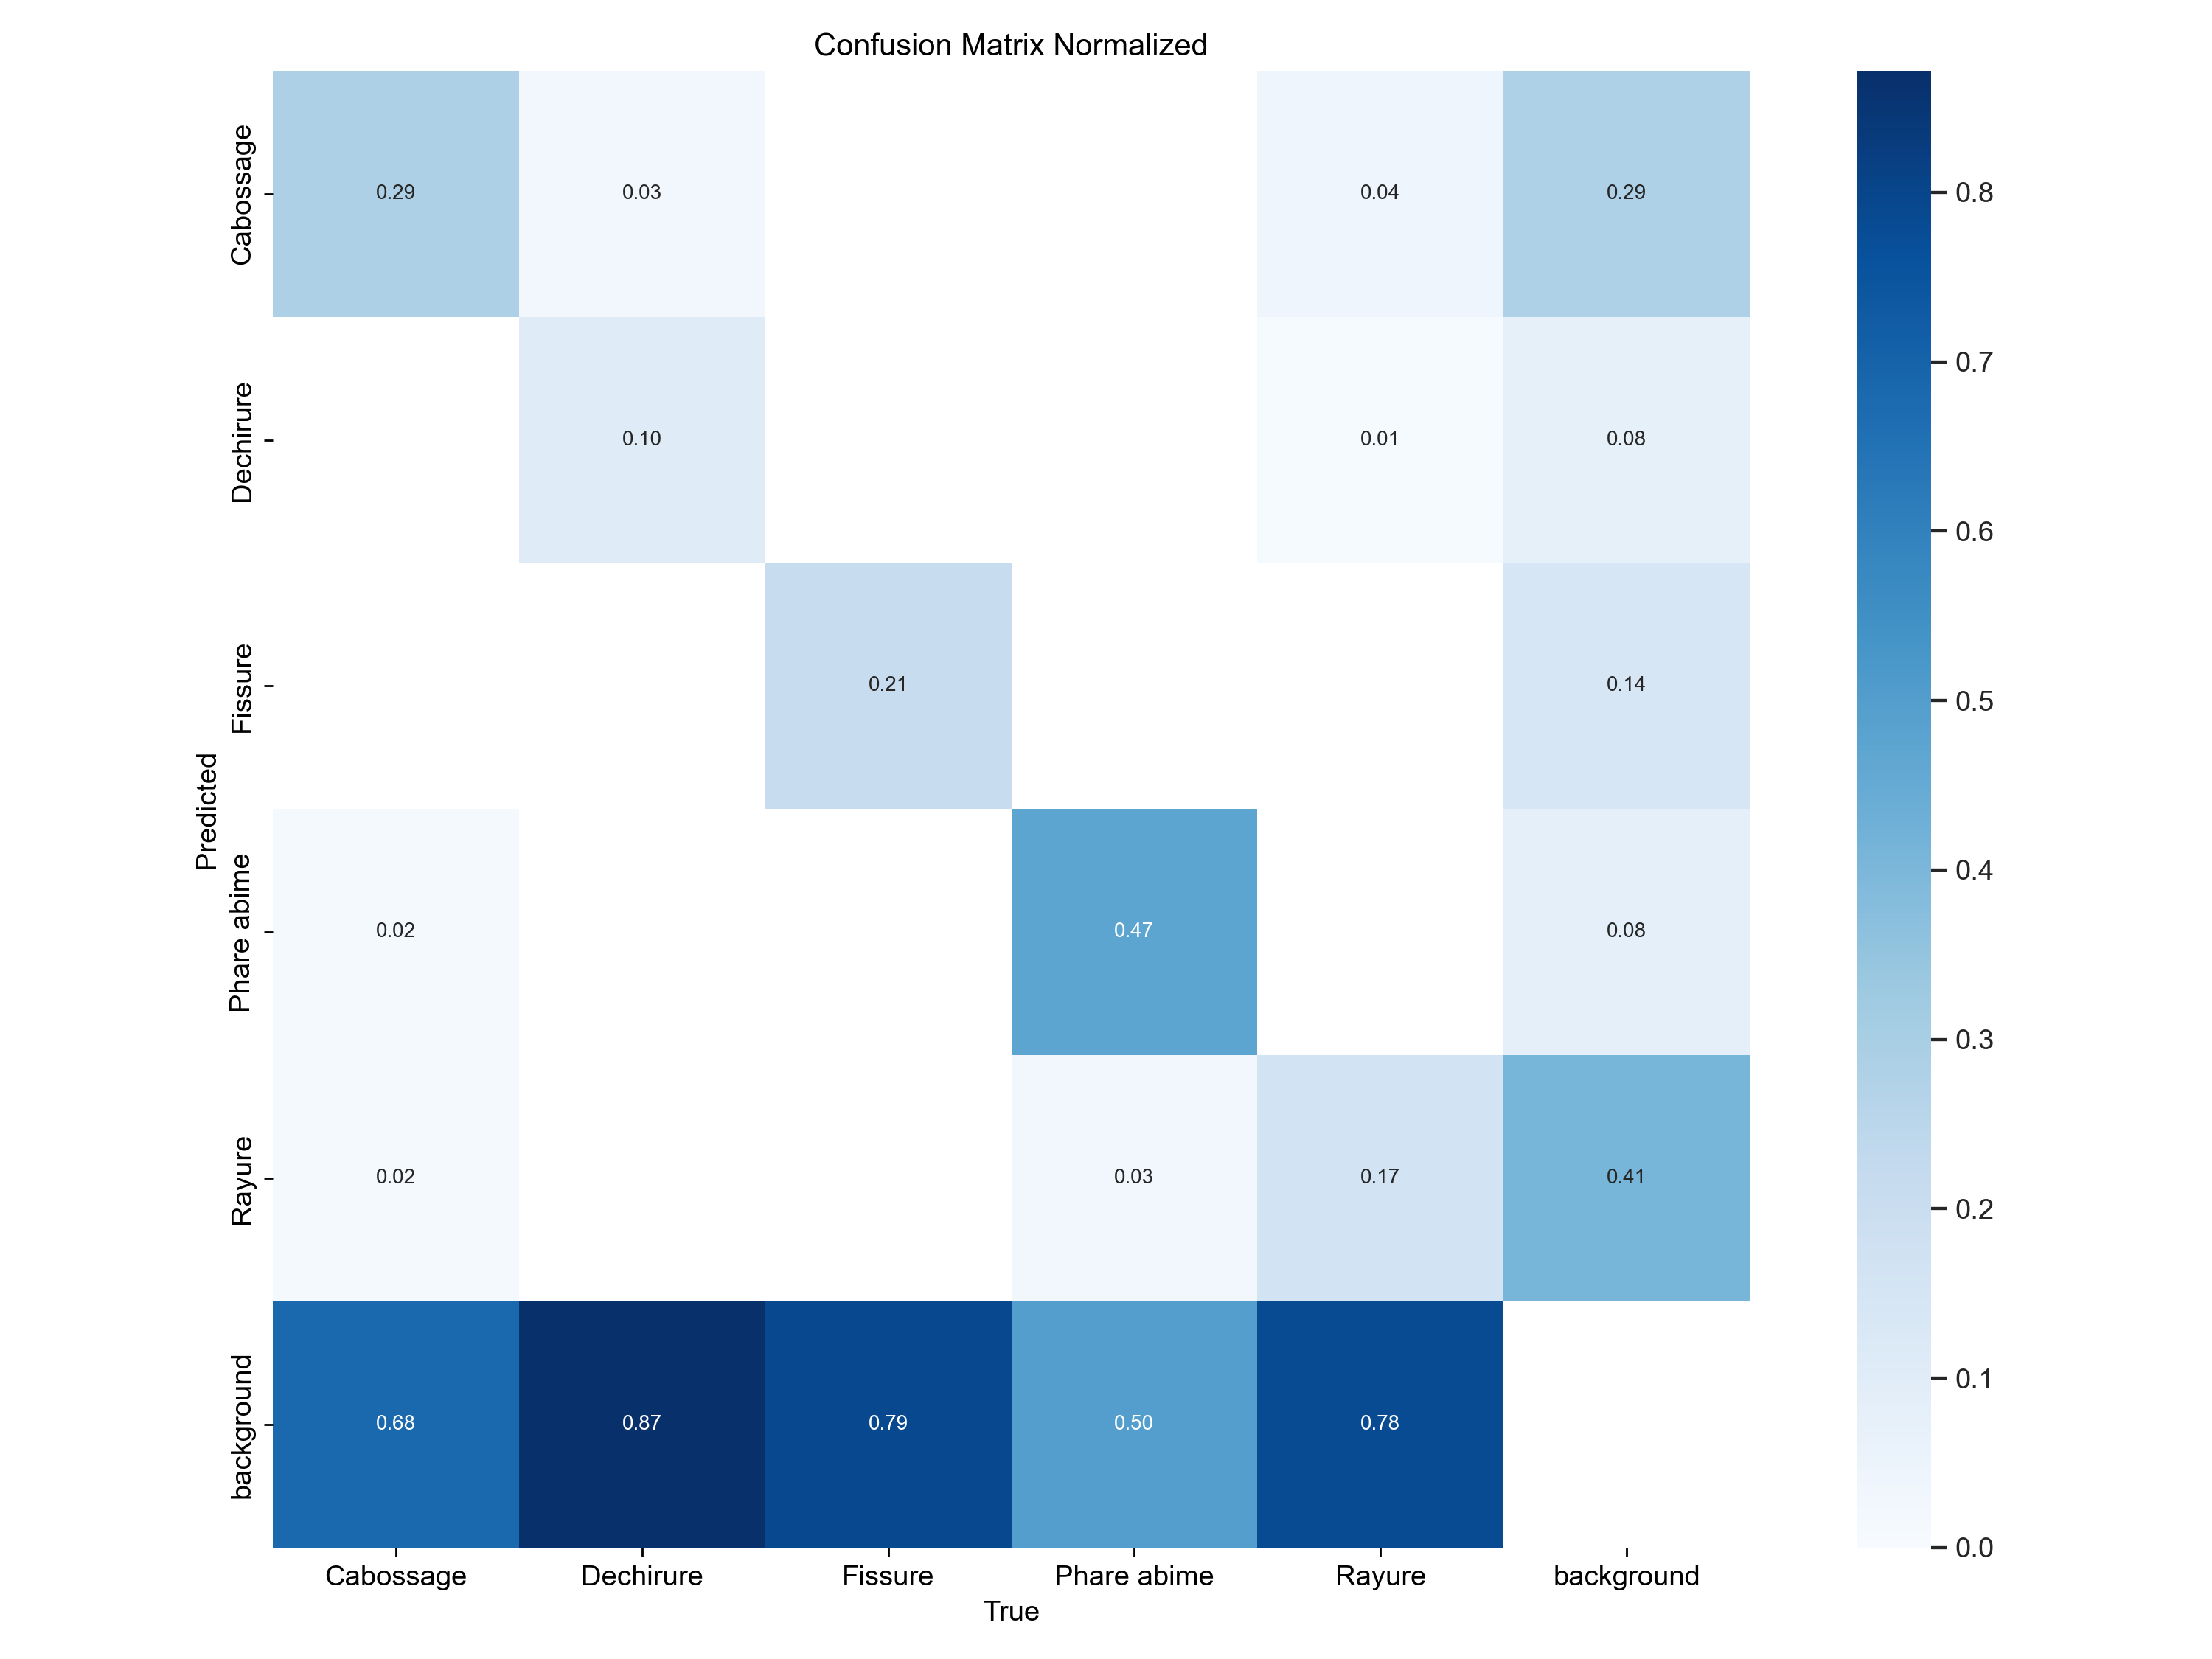 Confusion Matrix Normalized
Cabossage
0.29
0.03
0.04
0.29
Dechirure
0.10
0.01
0.08
Fissure
0.21
0.14
Phare abime
0.02
0.47
0.08
Rayure
0.02
0.03
0.17
0.41
background
0.68
0.87
0.79
0.50
0.78
Predicted
Cabossage
Dechirure
Fissure
Phare abime
Rayure
background
True
0.8
0.7
0.6
0.5
0.4
0.3
0.2
0.1
0.0